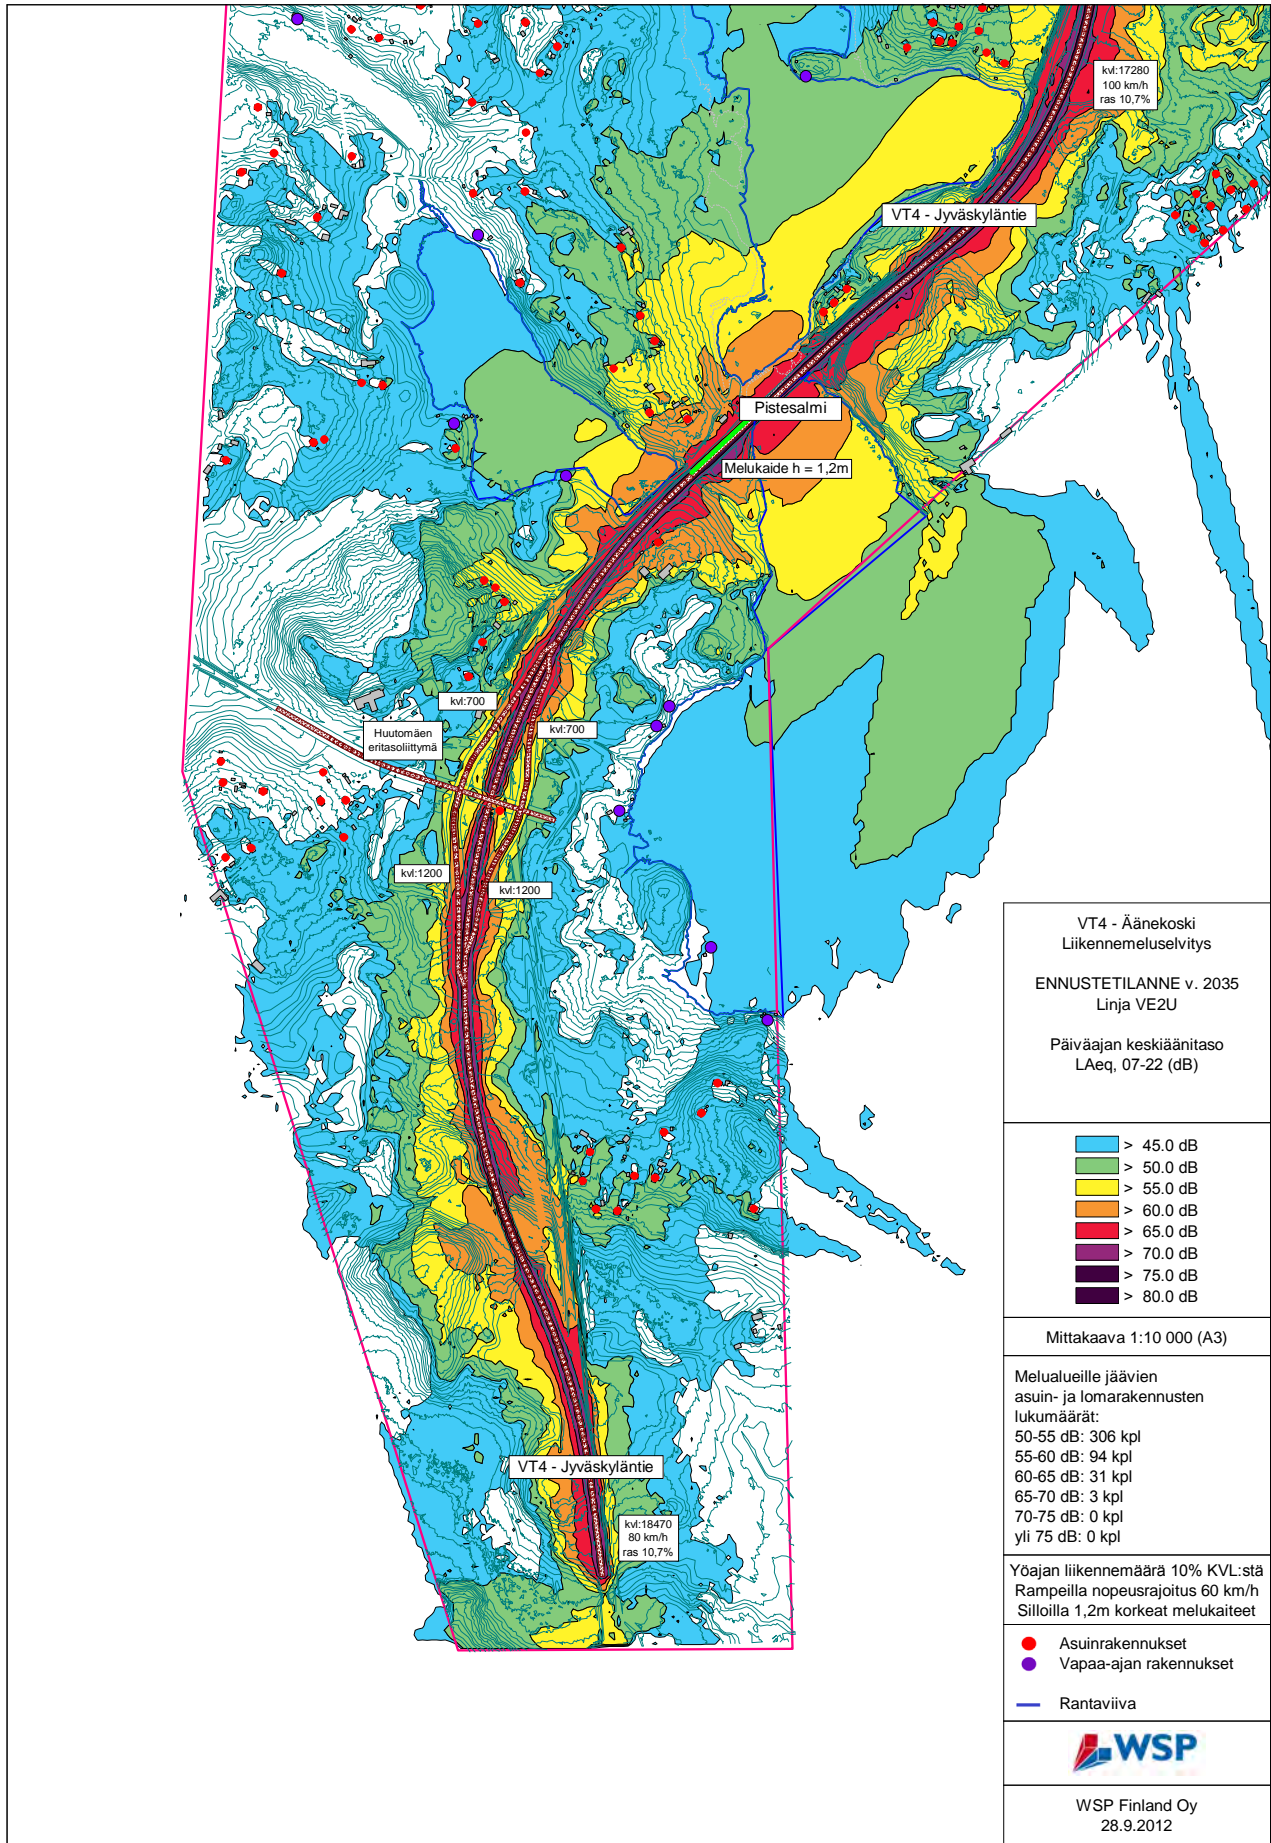 kvl:17280
100 km/h
ras 10,7%
VT4 - Jyväskyläntie
Pistesalmi
Melukaide h = 1,2m
kvl:700
kvl:700
Huutomäen
eritasoliittymä
kvl:1200
kvl:1200
VT4 - Jyväskyläntie
kvl:18470
80 km/h
ras 10,7%
VT4 - Äänekoski
Liikennemeluselvitys
ENNUSTETILANNE v. 2035
Linja VE2U
Päiväajan keskiäänitaso
LAeq, 07-22 (dB)
> 45.0 dB
> 50.0 dB
> 55.0 dB
> 60.0 dB
> 65.0 dB
> 70.0 dB
> 75.0 dB
> 80.0 dB
Mittakaava 1:10 000 (A3)
Melualueille jäävien
asuin- ja lomarakennusten
lukumäärät:
50-55 dB: 306 kpl
55-60 dB: 94 kpl
60-65 dB: 31 kpl
65-70 dB: 3 kpl
70-75 dB: 0 kpl
yli 75 dB: 0 kpl
Yöajan liikennemäärä 10% KVL:stä
Rampeilla nopeusrajoitus 60 km/h
Silloilla 1,2m korkeat melukaiteet
Asuinrakennukset
Vapaa-ajan rakennukset
Rantaviiva
WSP
WSP Finland Oy
28.9.2012